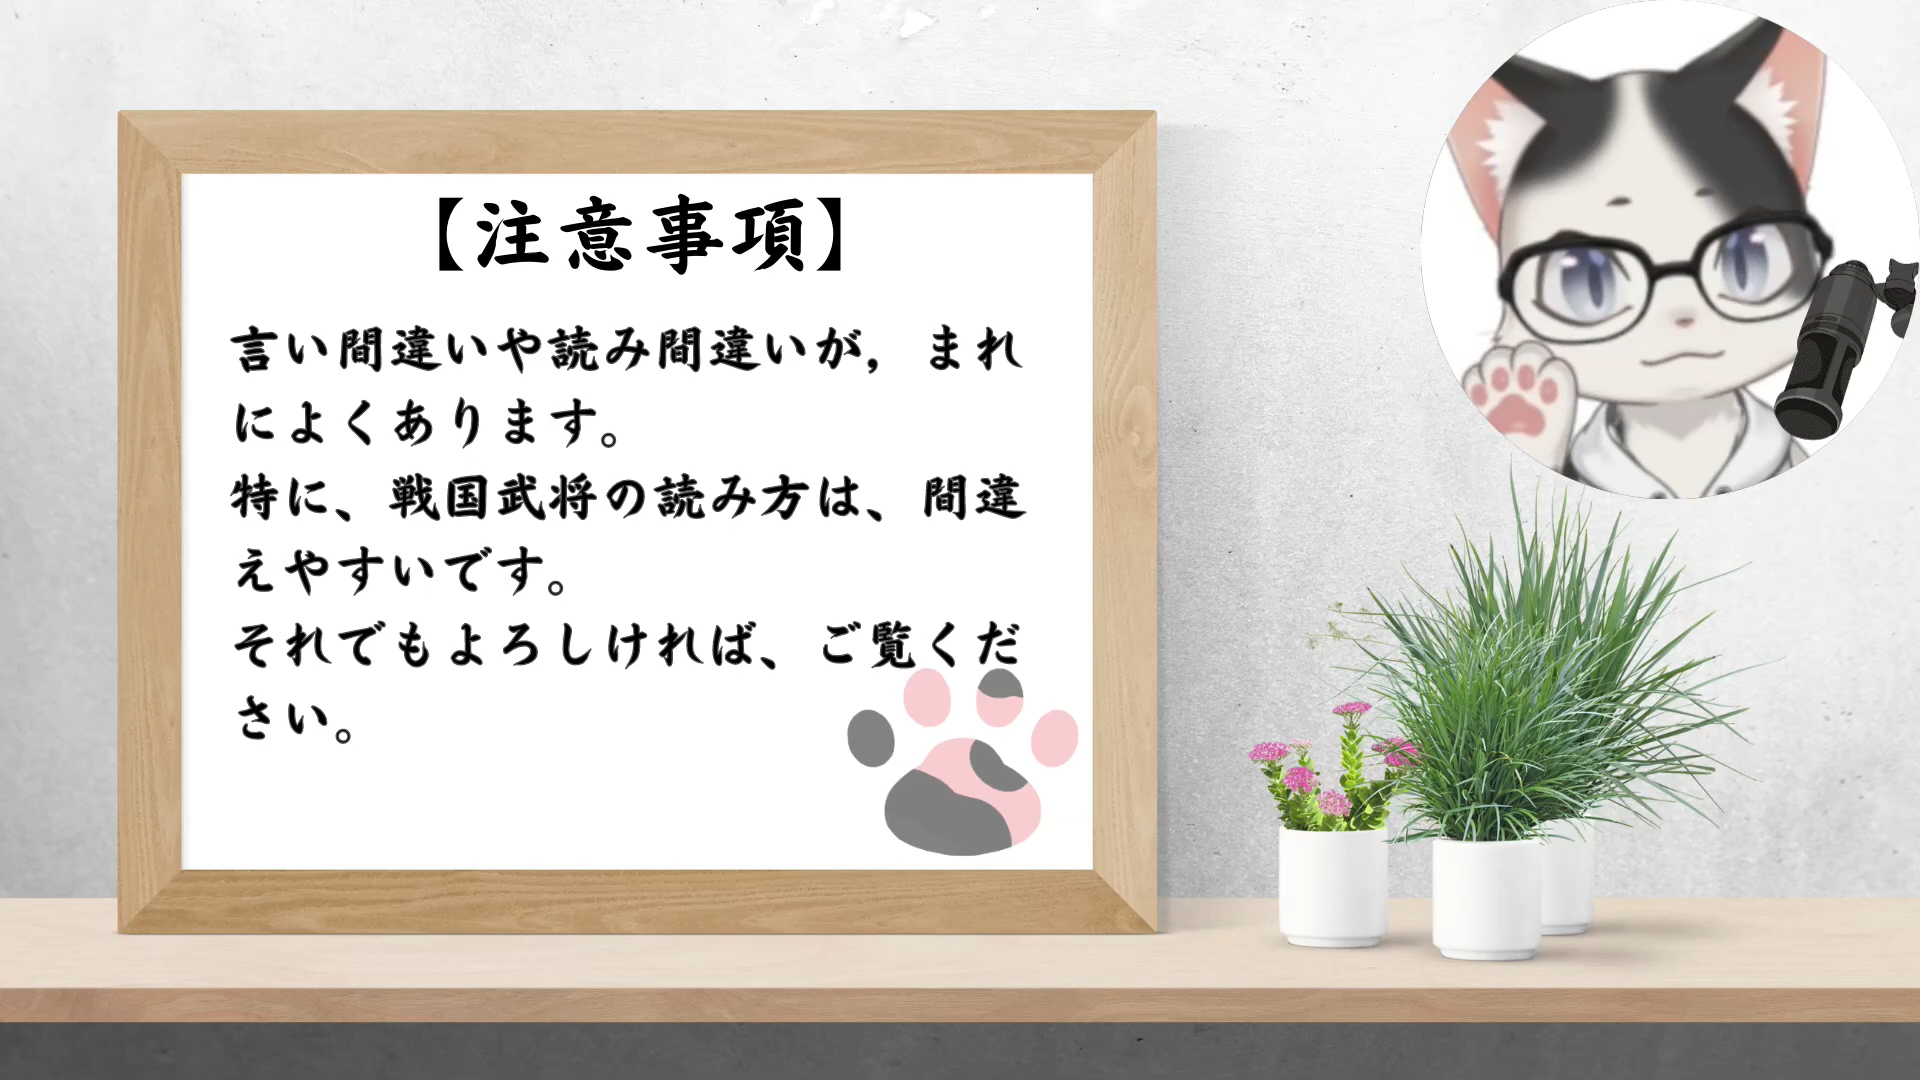 【注意事項】
言い間違いや読み間違いが，まれ
によくあります。
特に、戦国武将の読み方は、間違
えやすいです。
それでもよろしければ、ご覧くだ
さい。